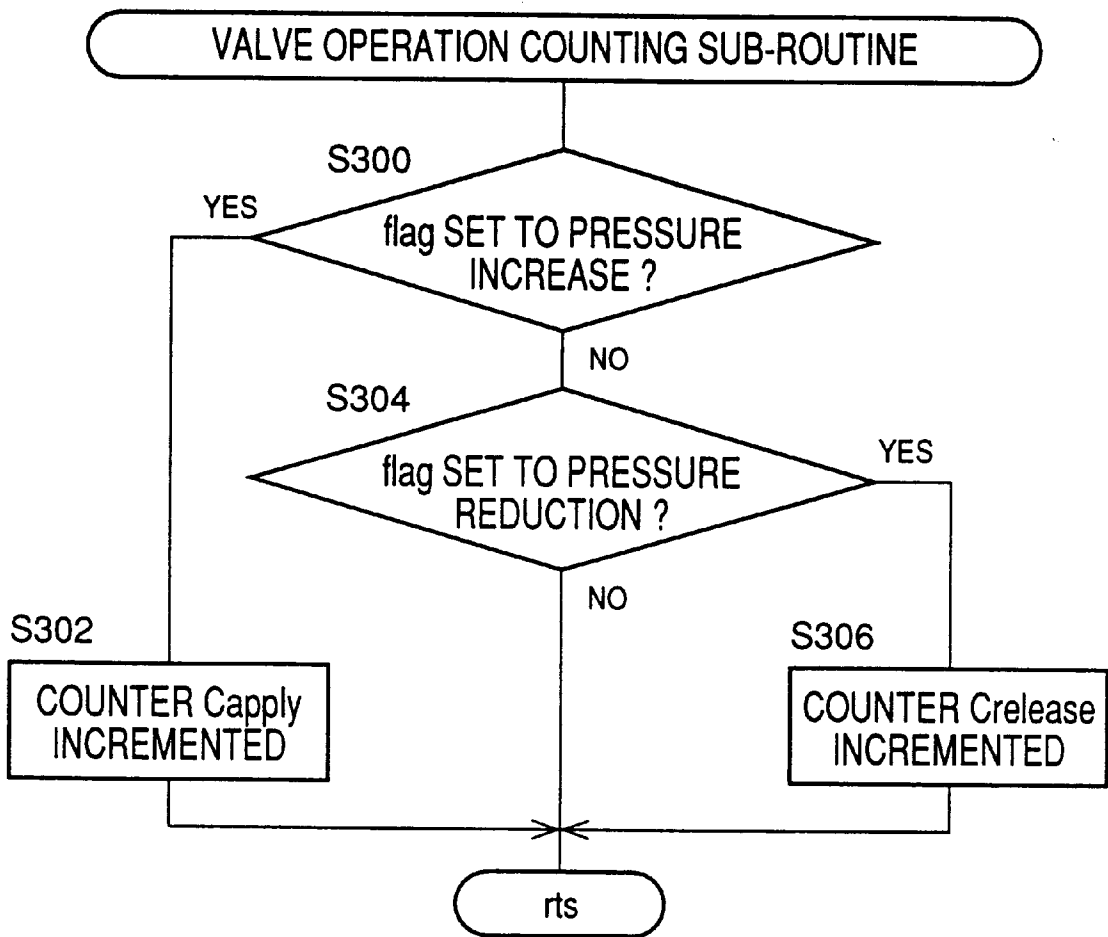 VALVE OPERATION COUNTING SUB-ROUTINE
S300
YES
flag SET TO PRESSURE
INCREASE ?
NO
S304
YES
flag SET TO PRESSURE
REDUCTION ?
NO
S302
COUNTER Capply
INCREMENTED
S306
COUNTER Crelease
INCREMENTED
rts